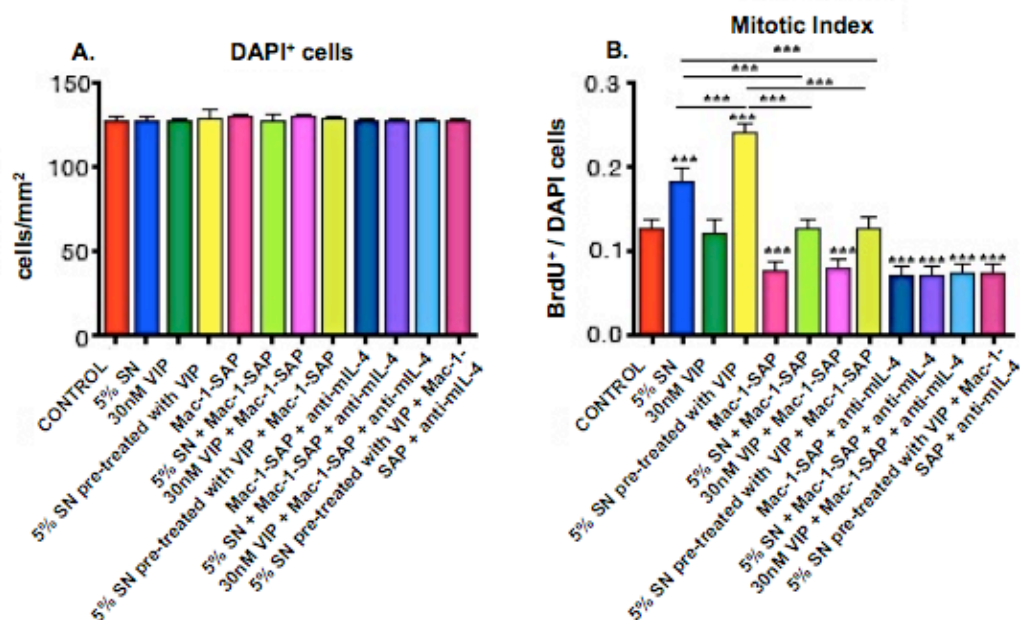 A.
DAPI⁺ cells
150
100
50
0
cells/mm²
CONTROL
5% SN
30nM VIP
5% SN pre-treated with VIP
Mac-1-SAP
5% SN + Mac-1-SAP
30nM VIP + Mac-1-SAP
5% SN pre-treated with VIP + Mac-1-SAP
Mac-1-SAP + anti-mIL-4
5% SN + Mac-1-SAP + anti-mIL-4
30nM VIP + Mac-1-SAP + anti-mIL-4
5% SN pre-treated with VIP + Mac-1-
SAP + anti-mIL-4
B.
Mitotic Index
***
***
***
***
***
***
***
***
***
*** *** *** ***
0.3
0.2
0.1
0.0
BrdU⁺ / DAPI cells
CONTROL
5% SN
30nM VIP
5% SN pre-treated with VIP
Mac-1-SAP
5% SN + Mac-1-SAP
30nM VIP + Mac-1-SAP
5% SN pre-treated with VIP + Mac-1-SAP
Mac-1-SAP + anti-mIL-4
5% SN + Mac-1-SAP + anti-mIL-4
30nM VIP + Mac-1-SAP + anti-mIL-4
5% SN pre-treated with VIP + Mac-1-
SAP + anti-mIL-4